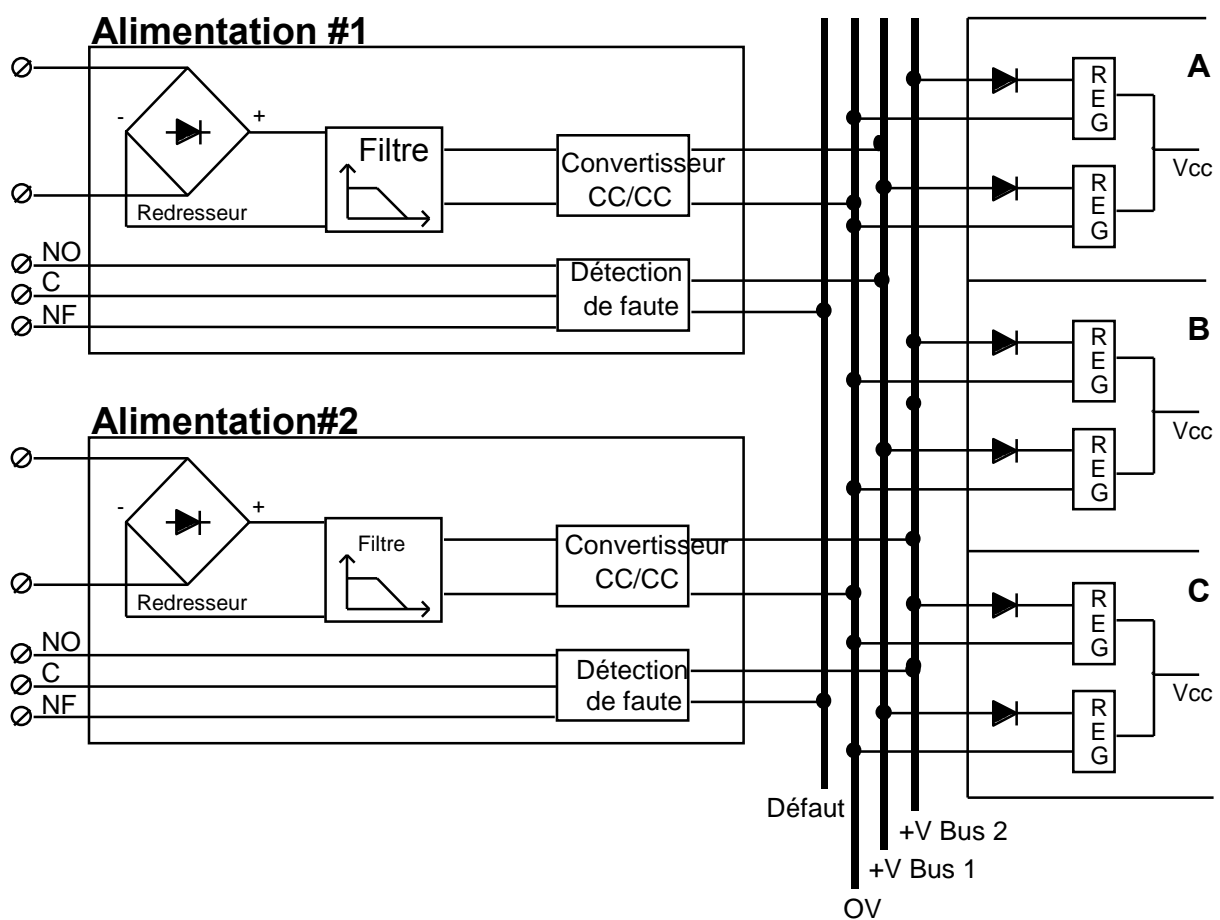 Alimentation #1
-
+
Filtre
Redresseur
Convertisseur
CC/CC
NO
C
NF
Détection
de faute
Alimentation#2
-
+
Filtre
Redresseur
Convertisseur
CC/CC
NO
C
NF
Détection
de faute
Défaut
+V Bus 2
+V Bus 1
OV
A
R
E
G
R
E
G
Vcc
B
R
E
G
R
E
G
Vcc
C
R
E
G
R
E
G
Vcc